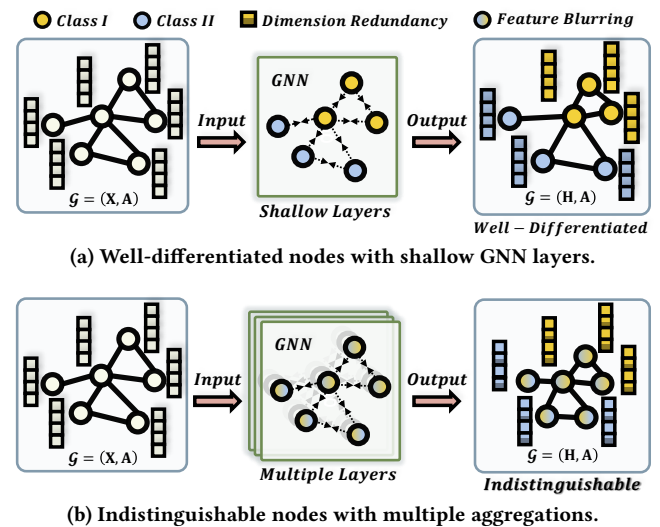 Class I Class II Dimension Redundancy Feature Blurring
GNN
Input Output
𝒢 = (X, A)
𝒢 = (H, A)
Shallow Layers
Well − Differentiated
(a) Well-differentiated nodes with shallow GNN layers.
GNN
Input Output
𝒢 = (X, A)
𝒢 = (H, A)
Multiple Layers
Indistinguishable
(b) Indistinguishable nodes with multiple aggregations.